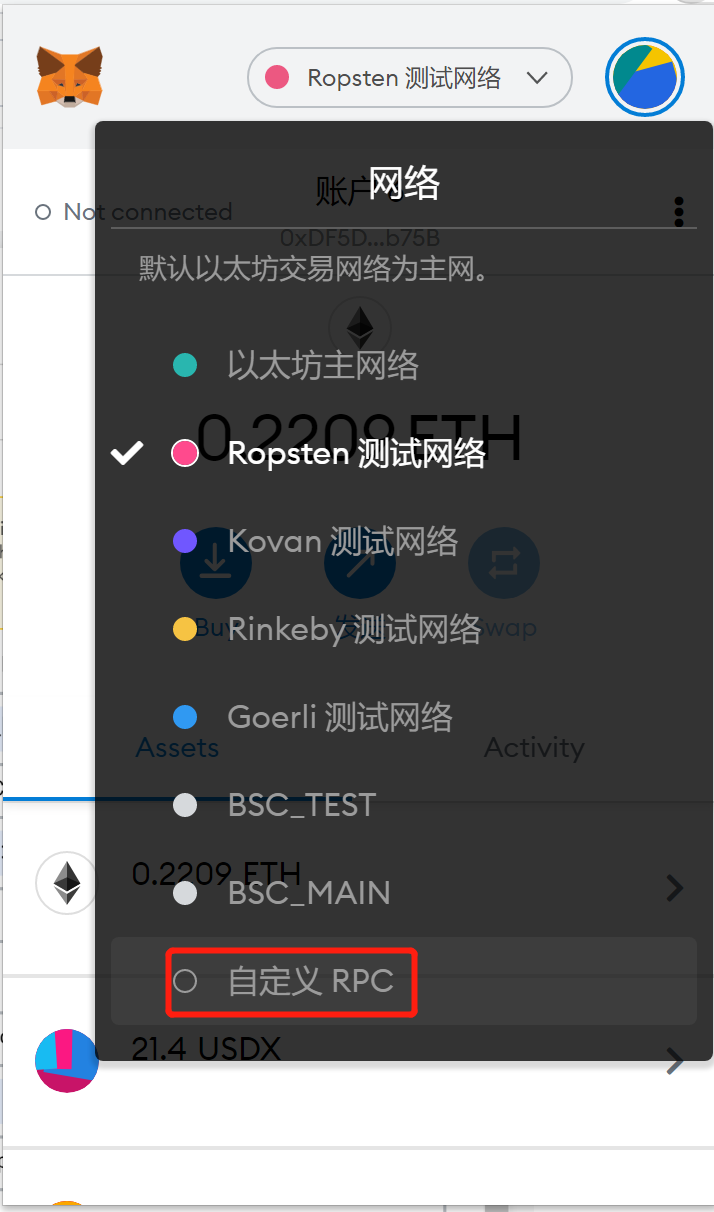 Ropsten 测试网络
网络
账户
Not connected
0xDF5D...b75B
默认以太坊交易网络为主网。
以太坊主网络
0.2209 ETH
Ropsten 测试网络
Kovan 测试网络
Buy
Swap
Rinkeby 测试网络
Goerli 测试网络
Assets
Activity
BSC_TEST
0.2209 ETH
BSC_MAIN
自定义 RPC
21.4 USDX